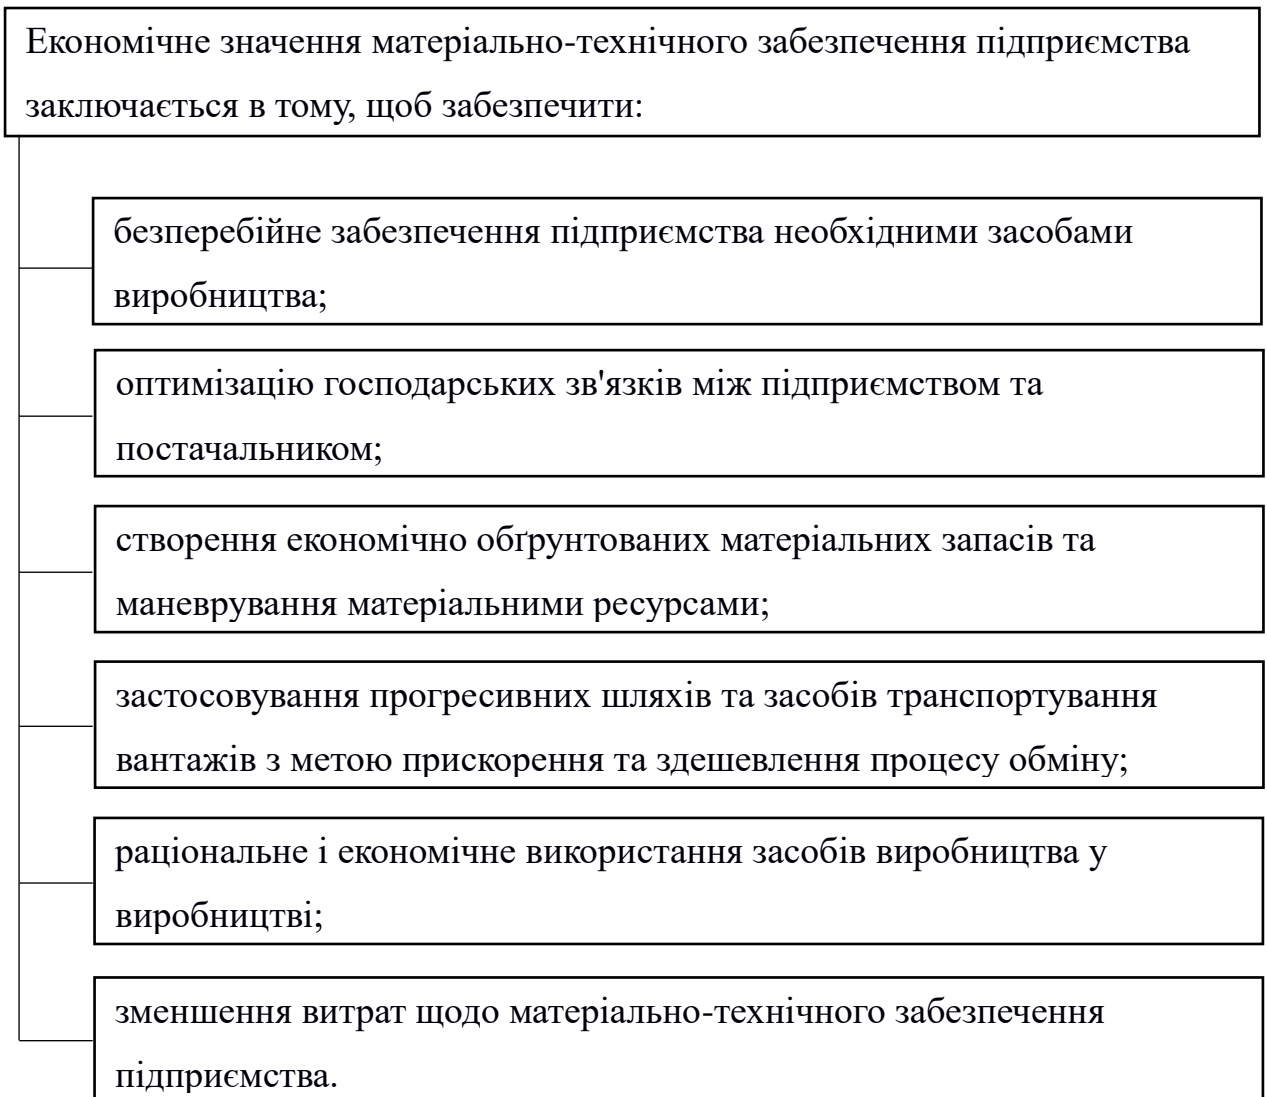 Економічне значення матеріально-технічного забезпечення підприємства
заключається в тому, щоб забезпечити:
безперебійне забезпечення підприємства необхідними засобами
виробництва;
оптимізацію господарських зв'язків між підприємством та
постачальником;
створення економічно обґрунтованих матеріальних запасів та
маневрування матеріальними ресурсами;
застосовування прогресивних шляхів та засобів транспортування
вантажів з метою прискорення та здешевлення процесу обміну;
раціональне і економічне використання засобів виробництва у
виробництві;
зменшення витрат щодо матеріально-технічного забезпечення
підприємства.